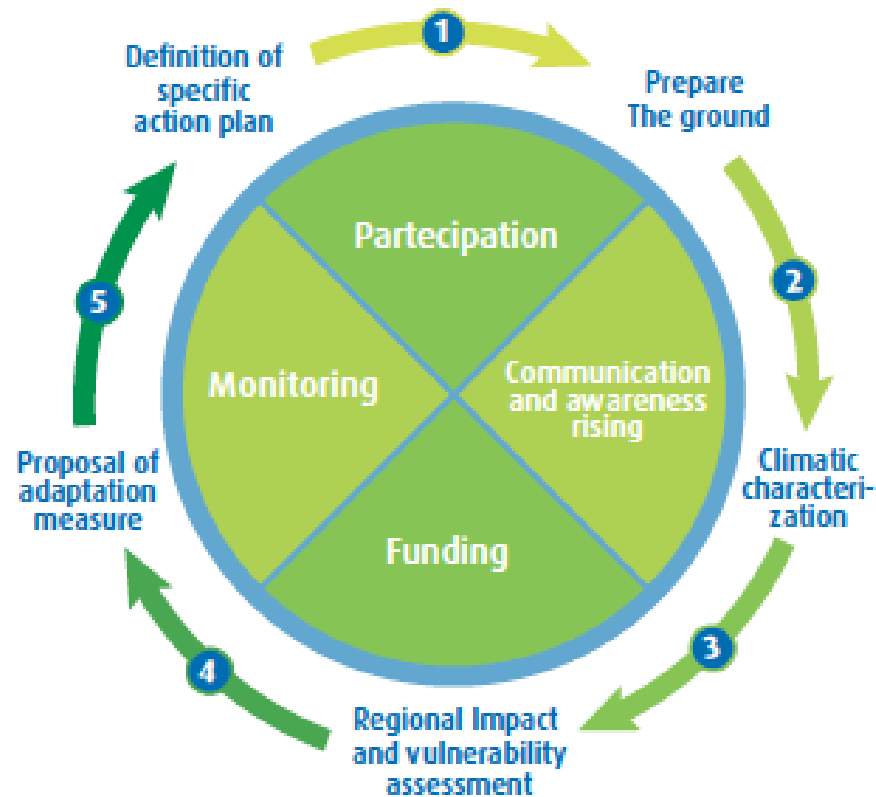 1
Definition of
specific
action plan
Prepare
The ground
2
Partecipation
5
Monitoring
Communication
and awareness
rising
Proposal of
adaptation
measure
Climatic
characteri-
zation
Funding
3
4
Regional Impact
and vulnerability
assessment